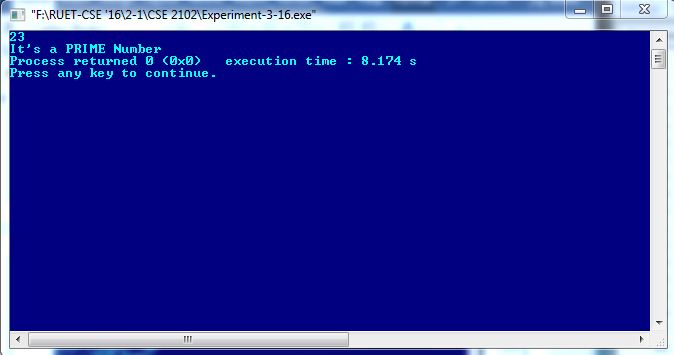 "F:\RUET-CSE '16\2-1\CSE 2102\Experiment-3-16.exe"
23
It's a PRIME Number
Process returned 0 (0x0)   execution time : 8.174 s
Press any key to continue.